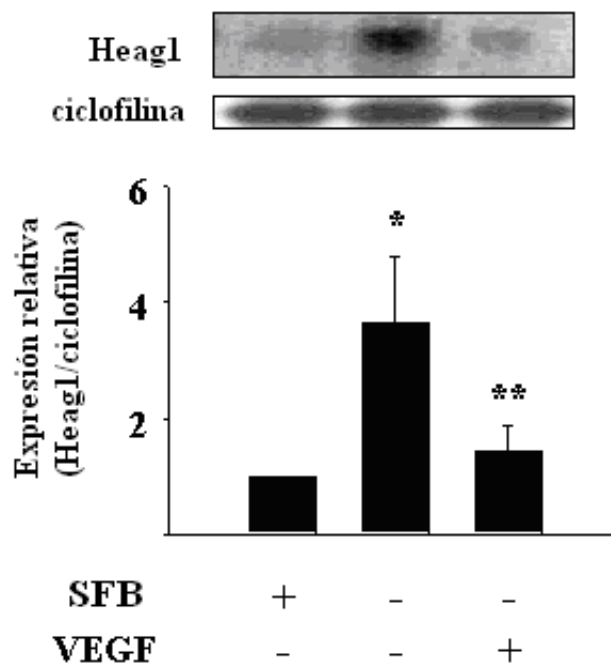 Heag1
ciclofilina
Expresión relativa
(Heag1/ciclofilina)
6
4
2
*
**
SFB + - -
VEGF - - +